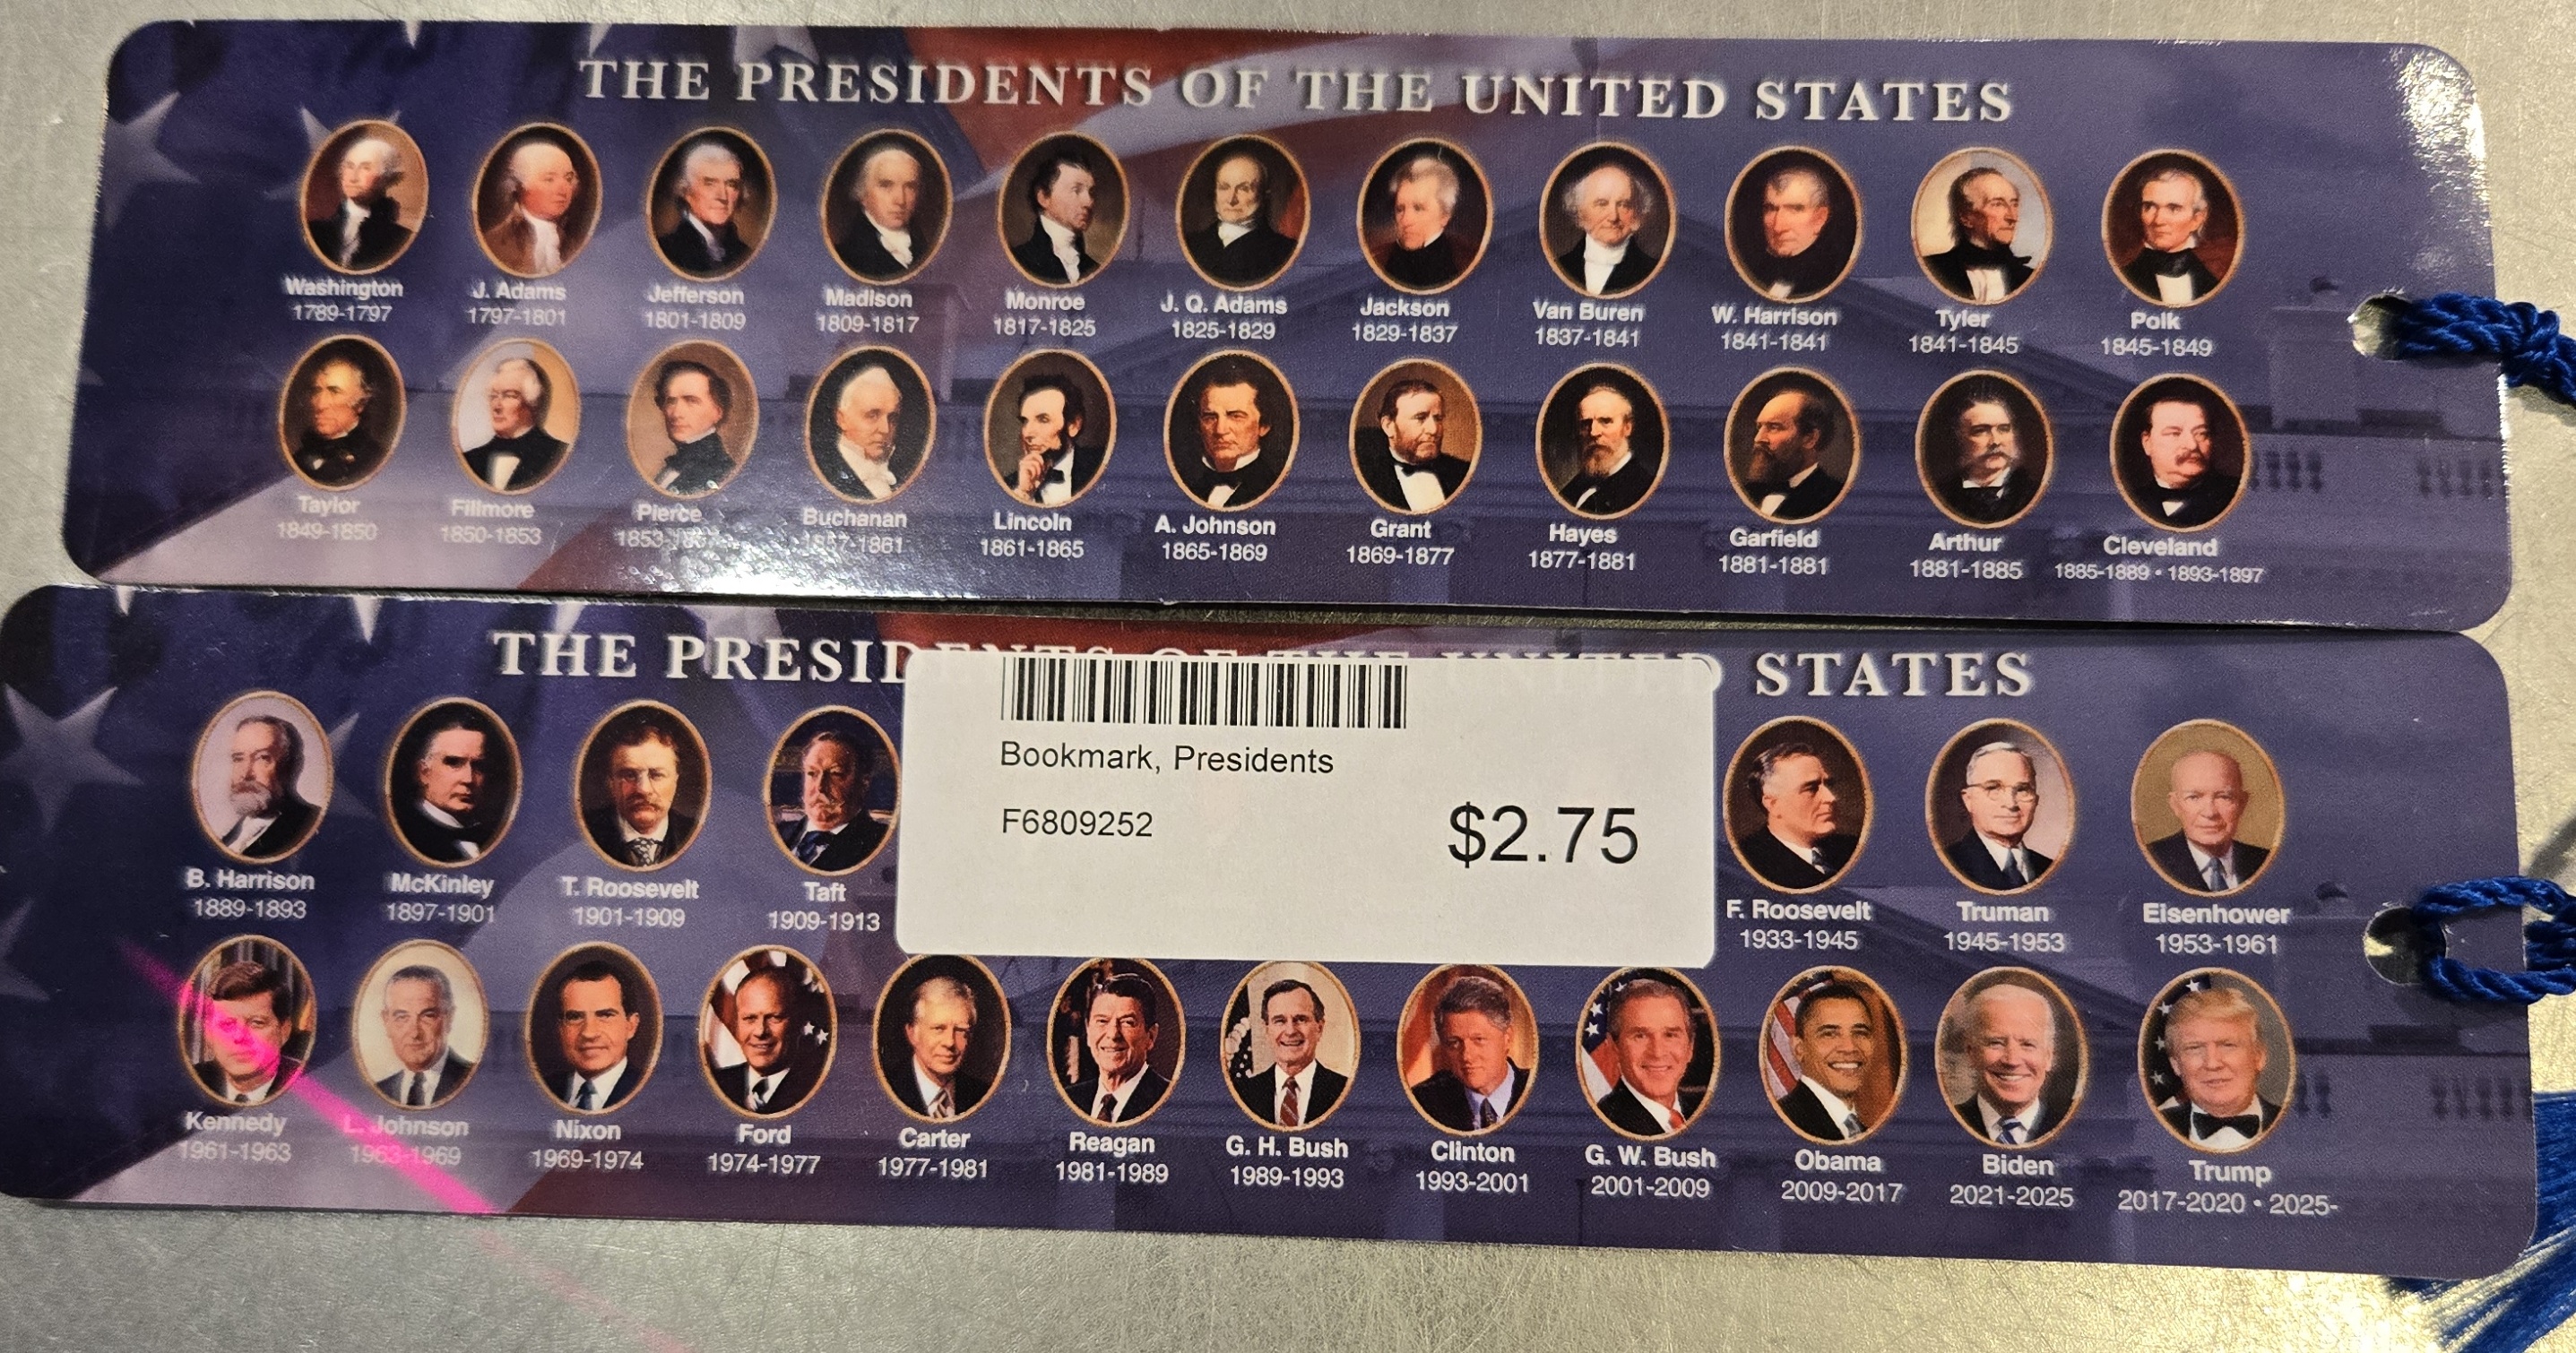 THE PRESIDENTS OF THE UNITED STATES
Washington J. Adams Jefferson Madison Monroe J. Q. Adams Jackson Van Buren W. Harrison Tyler Polk
1789-1797 1797-1801 1801-1809 1809-1817 1817-1825 1825-1829 1829-1837 1837-1841 1841-1841 1841-1845 1845-1849
Taylor Fillmore Pierce Buchanan Lincoln A. Johnson Grant Hayes Garfield Arthur Cleveland
1849-1850 1850-1853 1861-1865 1865-1869 1869-1877 1877-1881 1881-1881 1881-1885 1885-1889 • 1893-1897
THE PRESIDENTS OF THE UNITED STATES
Bookmark, Presidents
F6809252 $2.75
B. Harrison McKinley T. Roosevelt Taft F. Roosevelt Truman Eisenhower
1889-1893 1897-1901 1901-1909 1909-1913 1933-1945 1945-1953 1953-1961
Kennedy L. Johnson Nixon Ford Carter Reagan G. H. Bush Clinton G. W. Bush Obama Biden Trump
1961-1963 1963-1969 1969-1974 1974-1977 1977-1981 1981-1989 1989-1993 1993-2001 2001-2009 2009-2017 2021-2025 2017-2020 • 2025-